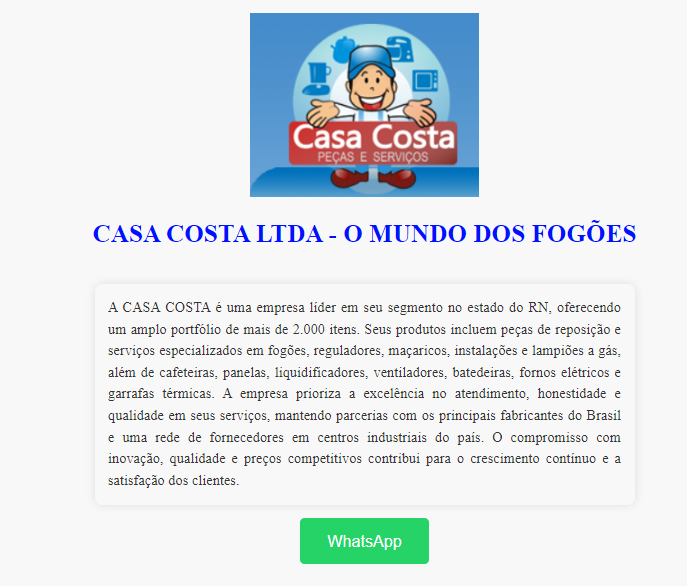 Casa Costa
PEÇAS E SERVIÇOS
CASA COSTA LTDA - O MUNDO DOS FOGÕES
A CASA COSTA é uma empresa líder em seu segmento no estado do RN, oferecendo
um amplo portfólio de mais de 2.000 itens. Seus produtos incluem peças de reposição e
serviços especializados em fogões, reguladores, maçaricos, instalações e lampiões a gás,
além de cafeteiras, panelas, liquidificadores, ventiladores, batedeiras, fornos elétricos e
garrafas térmicas. A empresa prioriza a excelência no atendimento, honestidade e
qualidade em seus serviços, mantendo parcerias com os principais fabricantes do Brasil
e uma rede de fornecedores em centros industriais do país. O compromisso com
inovação, qualidade e preços competitivos contribui para o crescimento contínuo e a
satisfação dos clientes.
WhatsApp